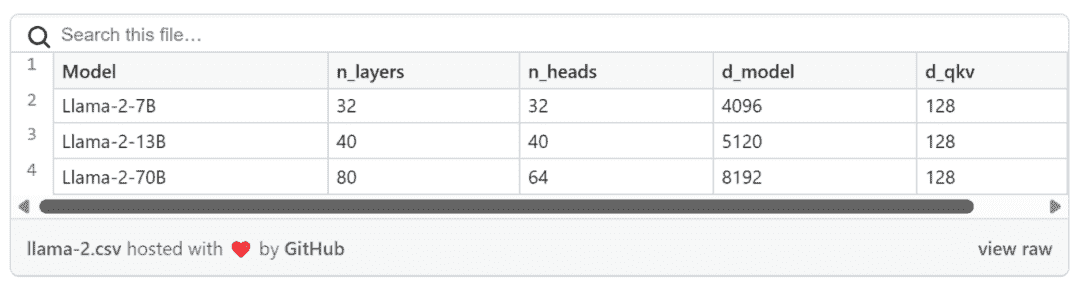 Search this file…
1 Model n_layers n_heads d_model d_qkv
2 Llama-2-7B 32 32 4096 128
3 Llama-2-13B 40 40 5120 128
4 Llama-2-70B 80 64 8192 128
llama-2.csv hosted with ❤ by GitHub view raw